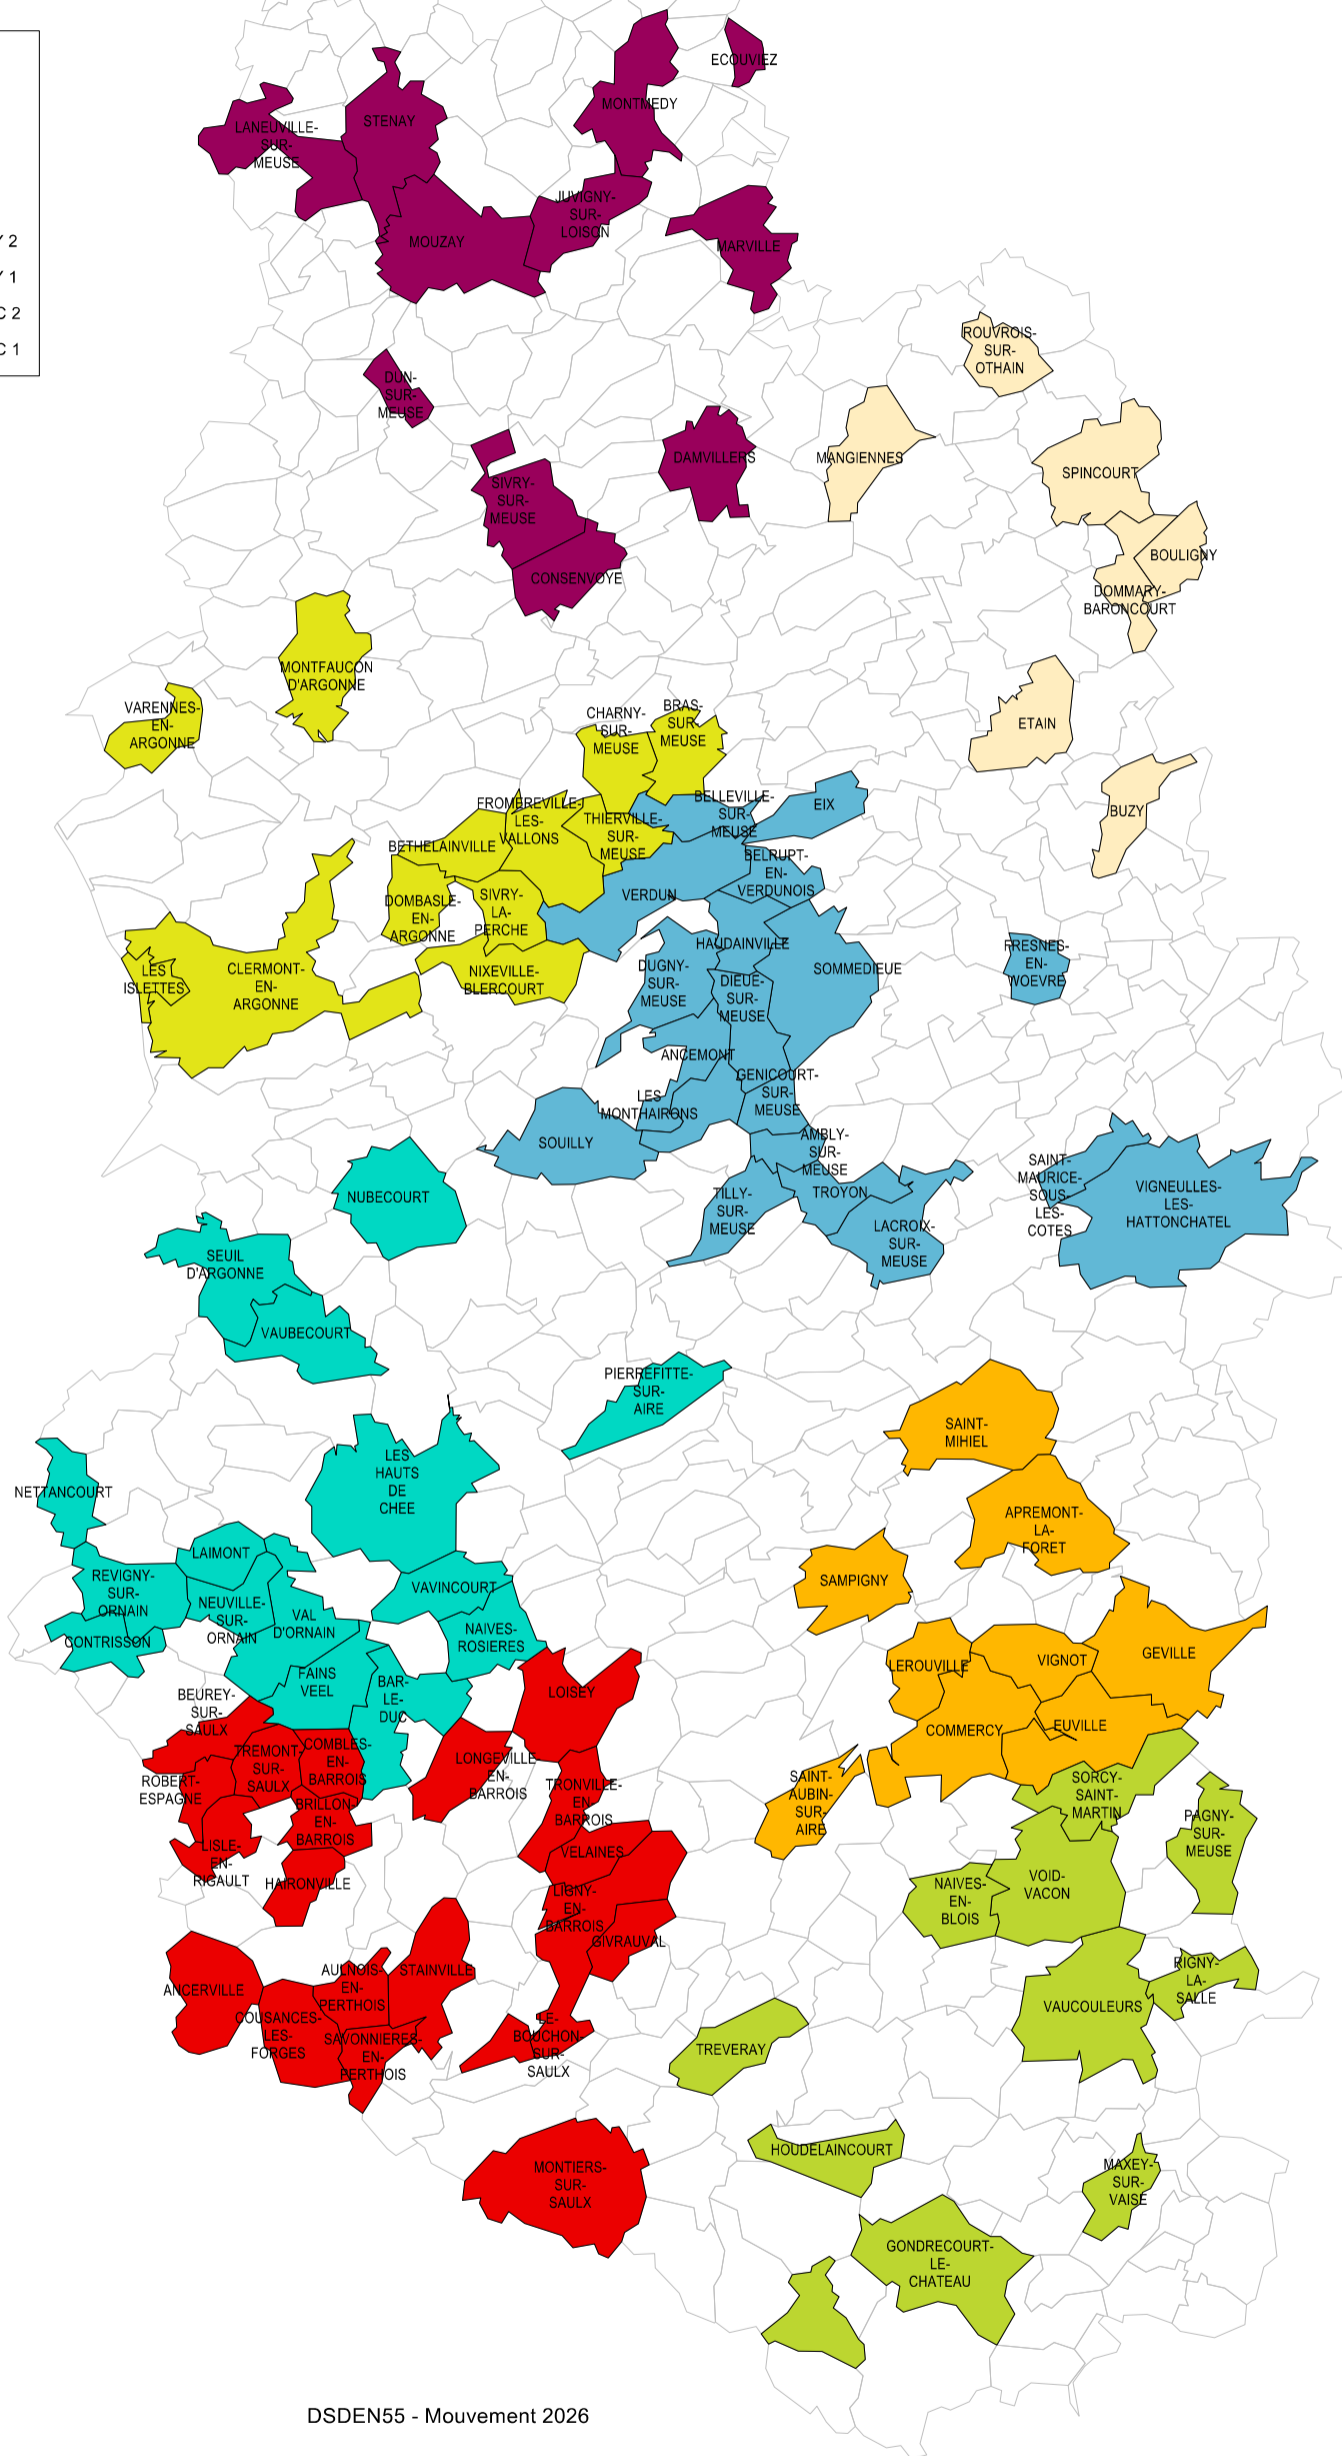 Y 2
Y 1
C 2
C 1
ECOUVIEZ
MONTMEDY
STENAY
LANEUVILLE-
SUR-
MEUSE
JUVIGNY-
SUR-
LOISON
MOUZAY
MARVILLE
ROUVROIS-
SUR-
OTHAIN
DUN-
SUR-
MEUSE
DAMVILLERS
MANGIENNES
SPINCOURT
SIVRY-
SUR-
MEUSE
BOULIGNY
CONSENVOYE
DOMMARY-
BARONCOURT
MONTFAUCON
D'ARGONNE
VARENNES-
EN-
ARGONNE
CHARNY-
SUR-
MEUSE
BRAS-
SUR-
MEUSE
ETAIN
BUZY
FROMEREVILLE-
LES-
VALLONS
THIERVILLE-
SUR-
MEUSE
BELLEVILLE-
SUR-
MEUSE
EIX
BETHELAINVILLE
BELRUPT-
EN-
VERDUNOIS
VERDUN
DOMBASLE-
EN-
ARGONNE
SIVRY-
LA-
PERCHE
HAUDAINVILLE
FRESNES-
EN-
WOEVRE
LES
ISLETTES
CLERMONT-
EN-
ARGONNE
NIXEVILLE-
BLERCOURT
DUGNY-
SUR-
MEUSE
DIEUE-
SUR-
MEUSE
SOMMEDIEUE
ANCEMONT
GENICOURT-
SUR-
MEUSE
LES
MONTHAIRONS
SOUILLY
AMBLY-
SUR-
MEUSE
SAINT-
MAURICE-
SOUS-
LES-
COTES
VIGNEULLES-
LES-
HATTONCHATEL
NUBECOURT
TILLY-
SUR-
MEUSE
TROYON
LACROIX-
SUR-
MEUSE
SEUIL
D'ARGONNE
VAUBECOURT
PIERREFITTE-
SUR-
AIRE
SAINT-
MIHIEL
LES
HAUTS
DE
CHEE
NETTANCOURT
APREMONT-
LA-
FORET
LAIMONT
REVIGNY-
SUR-
ORNAIN
VAVINCOURT
SAMPIGNY
NEUVILLE-
SUR-
ORNAIN
VAL
D'ORNAIN
CONTRISSON
NAIVES-
ROSIERES
LEROUVILLE
VIGNOT
GEVILLE
FAINS
VEEL
BAR-
LE-
DUC
LOISEY
BEUREY-
SUR-
SAULX
COMMERCY
EUVILLE
TREMONT-
SUR-
SAULX
COMBLES-
EN-
BARROIS
LONGEVILLE-
EN-
BARROIS
ROBERT-
ESPAGNE
TRONVILLE-
EN-
BARROIS
SAINT-
AUBIN-
SUR-
AIRE
SORCY-
SAINT-
MARTIN
PAGNY-
SUR-
MEUSE
BRILLON-
EN-
BARROIS
LISLE-
EN-
RIGAULT
HAIRONVILLE
VELAINES
LIGNY-
EN-
BARROIS
GIVRAUVAL
NAIVES-
EN-
BLOIS
VOID-
VACON
ANCERVILLE
AULNOIS-
EN-
PERTHOIS
STAINVILLE
RIGNY-
LA-
SALLE
VAUCOULEURS
COUSANCES-
LES-
FORGES
SAVONNIERES-
EN-
PERTHOIS
LE-
BOUCHON-
SUR-
SAULX
TREVERAY
HOUDELAINCOURT
MAXEY-
SUR-
VAISE
MONTIERS-
SUR-
SAULX
GONDRECOURT-
LE-
CHATEAU
DSDEN55 - Mouvement 2026